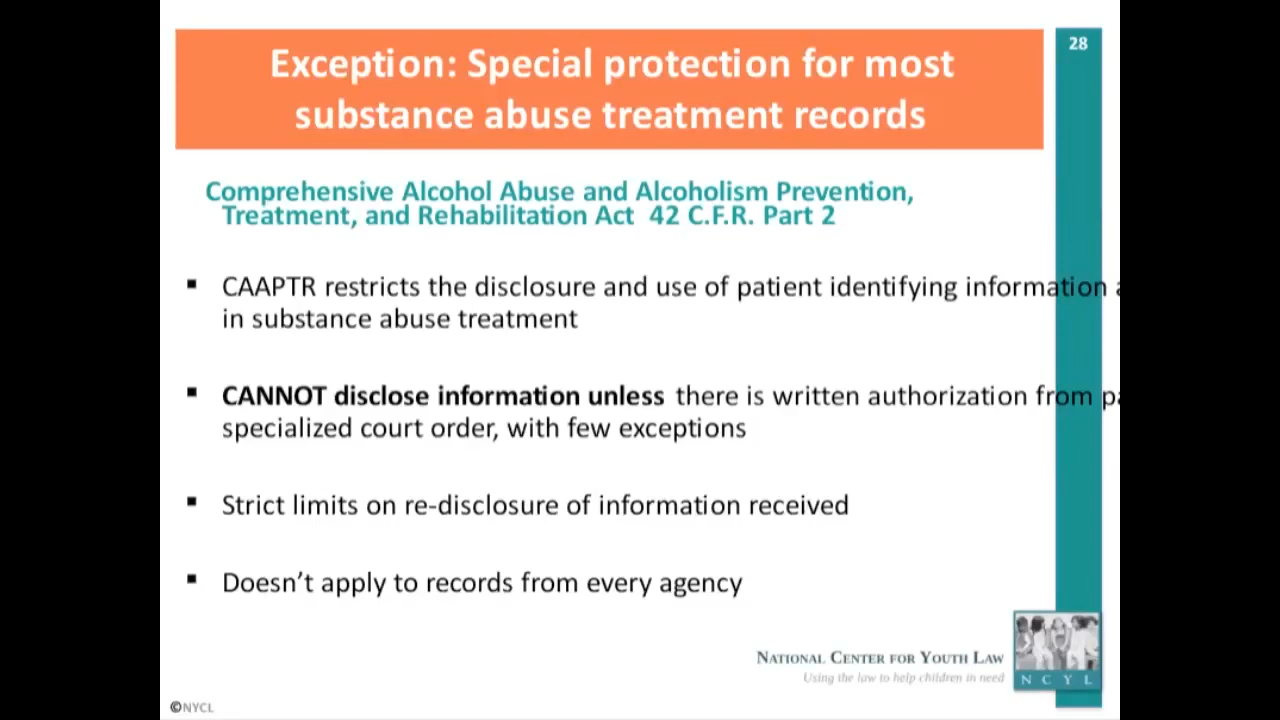 28
Exception: Special protection for most
substance abuse treatment records
Comprehensive Alcohol Abuse and Alcoholism Prevention,
Treatment, and Rehabilitation Act 42 C.F.R. Part 2
▪ CAAPTR restricts the disclosure and use of patient identifying information
in substance abuse treatment
▪ CANNOT disclose information unless there is written authorization from
specialized court order, with few exceptions
▪ Strict limits on re-disclosure of information received
▪ Doesn’t apply to records from every agency
NATIONAL CENTER FOR YOUTH LAW
Using the law to help children in need
N C Y L
©NYCL